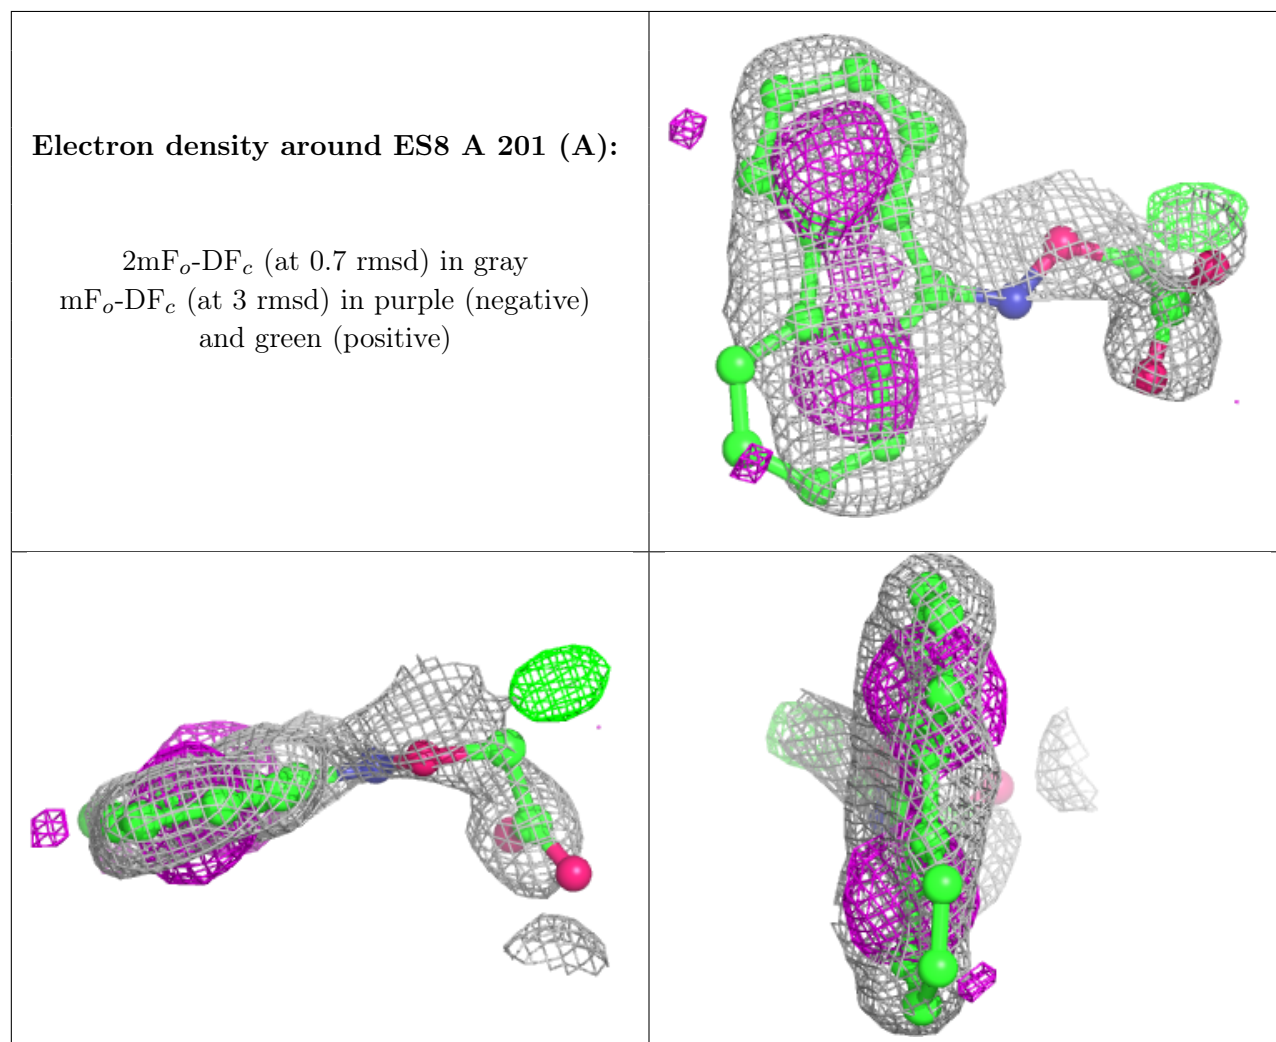 Electron density around ES8 A 201 (A):
2mFₒ-DF𝒸 (at 0.7 rmsd) in gray
mFₒ-DF𝒸 (at 3 rmsd) in purple (negative)
and green (positive)